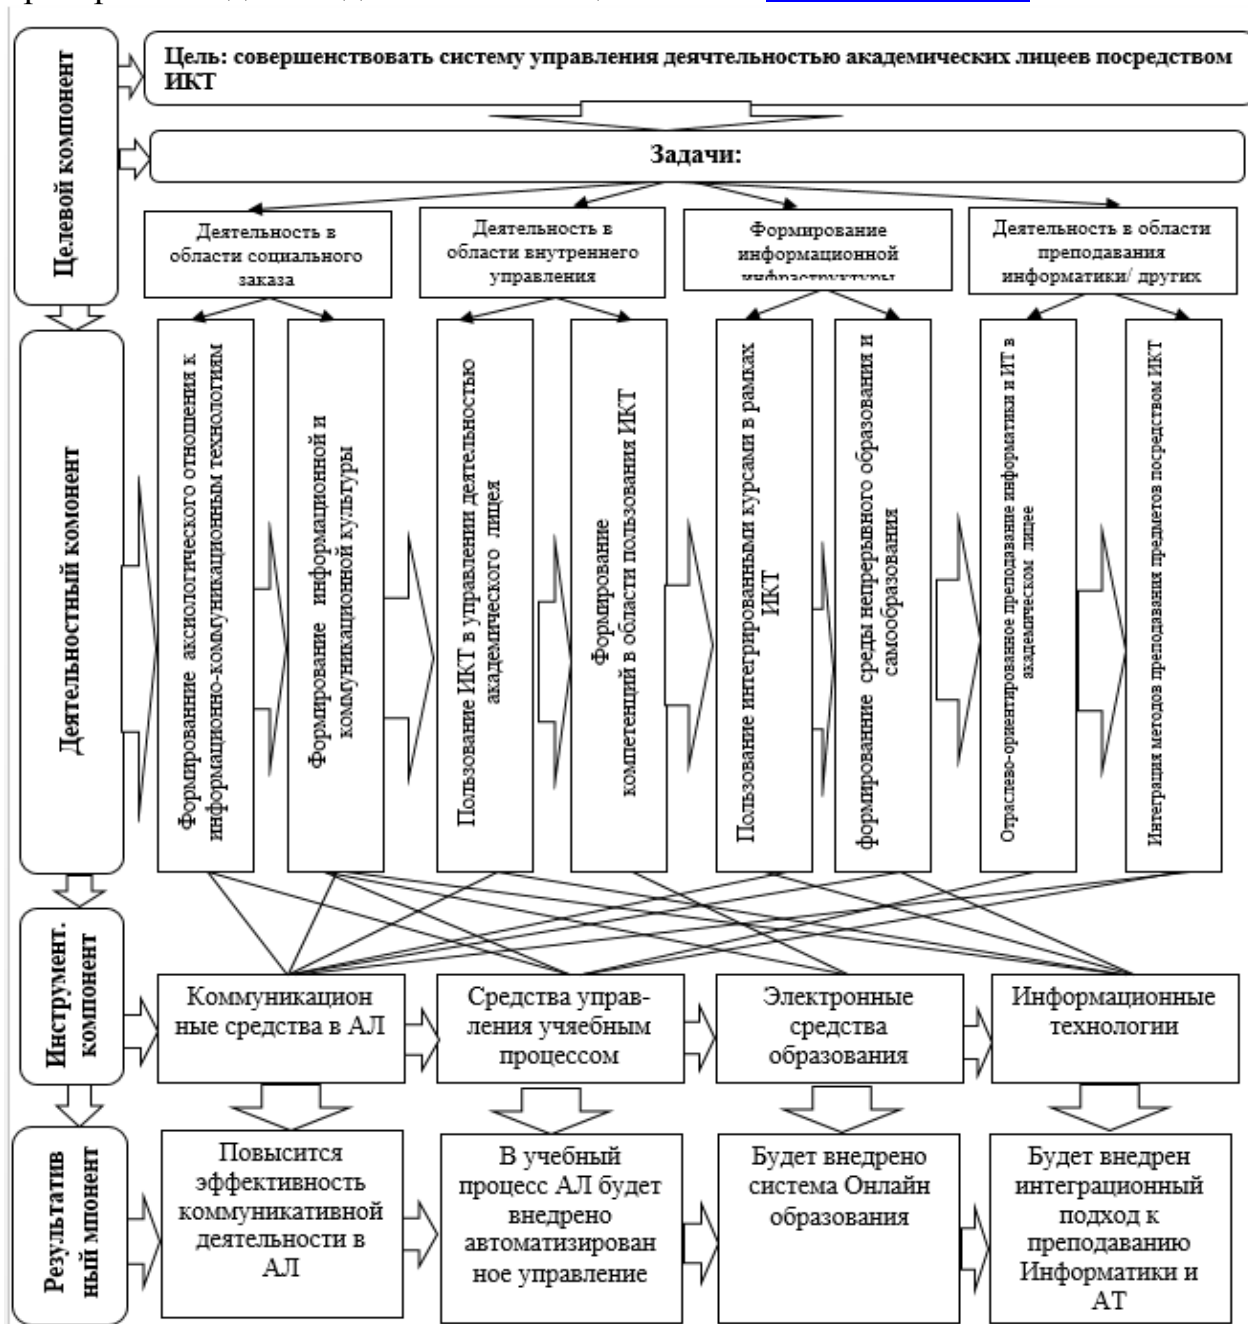 Цель: совершенствовать систему управления деячтельностью академических лицеев посредством
ИКТ
Целевой компонент
Задачи:
Деятельность в
области социального
заказа
Деятельность в
области внутреннего
управления
Формирование
информационной
инфраструктуры
Деятельность в области
преподавания
информатики/ других
Деятельностный комонент
Формированние аксиологического отношения к
информационно-коммуникационным технологиям
Формирование информационной и
коммуникационной культуры
Пользование ИКТ в управлении деятельностью
академического лицея
Формирование
компетенций в области пользования ИКТ
Пользование интегрированными курсами в рамках
ИКТ
формированние среды непрерывного образования и
самообразования
Отраслево-ориентированное преподавание информатики и ИТ в
академическом лицее
Интеграция методов преподавания предметов посредством ИКТ
Инструмент.
компонент
Коммуникацион
ные средства в АЛ
Средства управ-
ления учяебным
процессом
Электронные
средства
образования
Информационные
технологии
Результатив
ный мпонент
Повысится
эффективность
коммуникативной
деятельности в
АЛ
В учебный
процесс АЛ будет
внедрено
автоматизирован
ное управление
Будет внедрено
система Онлайн
образования
Будет внедрен
интеграционный
подход к
преподаванию
Информатики и
АТ